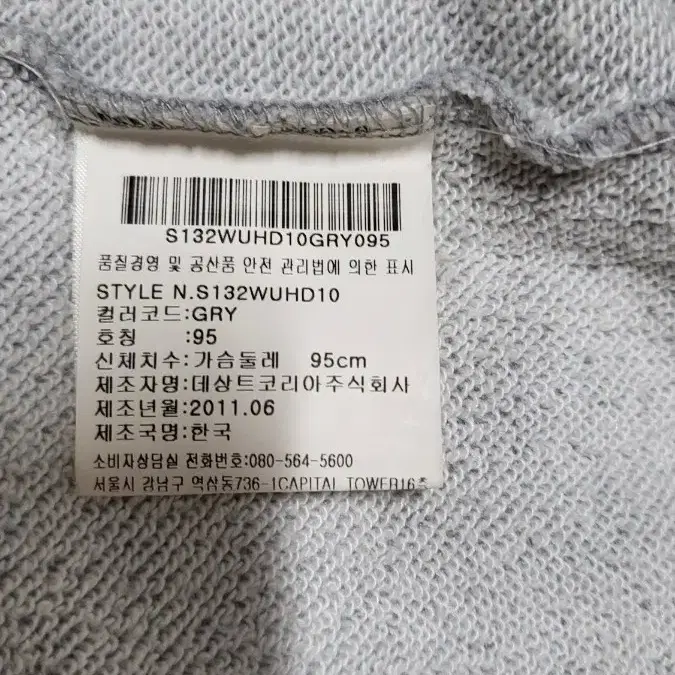 S132WUHD10GRY095
품질경영 및 공산품 안전 관리법에 의한 표시
STYLE N.S132WUHD10
컬러코드:GRY
호칭 :95
신체치수:가슴둘레 95cm
제조자명:데상트코리아주식회사
제조년월:2011.06
제조국명:한국
소비자상담실 전화번호:080-564-5600
서울시 강남구 역삼동736-1CAPITAL TOWER16층